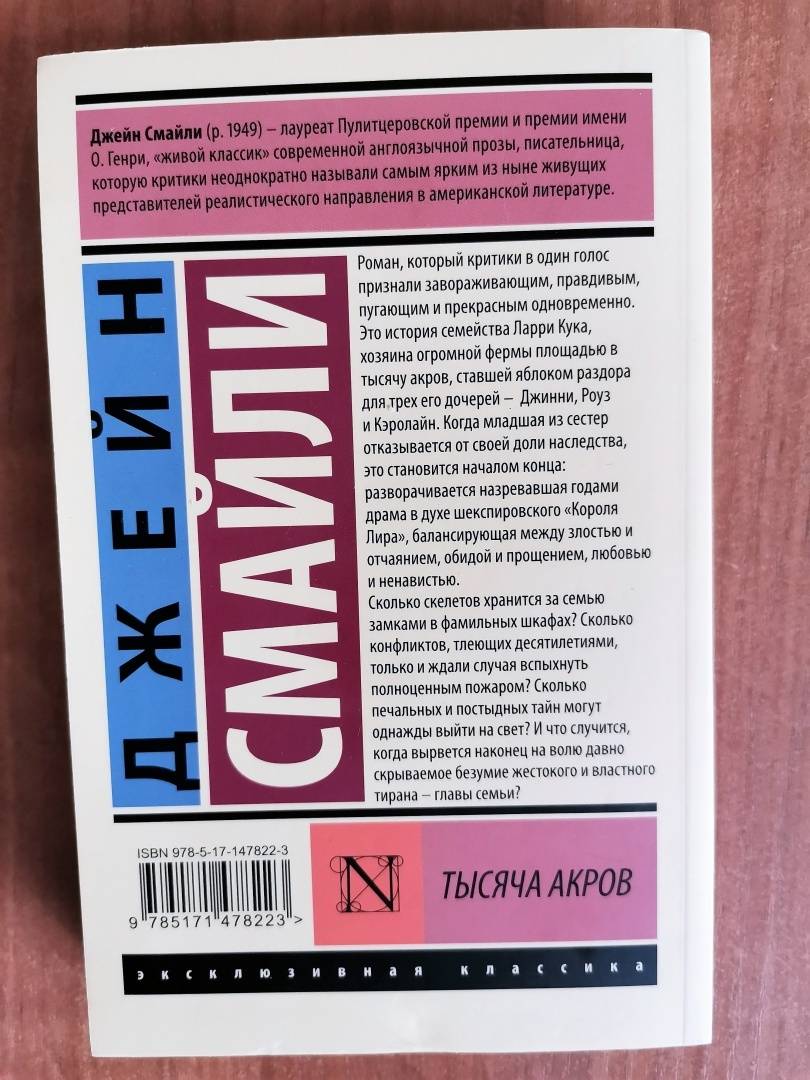 Джейн Смайли (р. 1949) – лауреат Пулитцеровской премии и премии имени
О. Генри, «живой классик» современной англоязычной прозы, писательница,
которую критики неоднократно называли самым ярким из ныне живущих
представителей реалистического направления в американской литературе.
ДЖЕЙН
СМАЙЛИ
Роман, который критики в один голос
признали завораживающим, правдивым,
пугающим и прекрасным одновременно.
Это история семейства Ларри Кука,
хозяина огромной фермы площадью в
тысячу акров, ставшей яблоком раздора
для трех его дочерей – Джинни, Роуз
и Кэролайн. Когда младшая из сестер
отказывается от своей доли наследства,
это становится началом конца:
разворачивается назревавшая годами
драма в духе шекспировского «Короля
Лира», балансирующая между злостью и
отчаянием, обидой и прощением, любовью
и ненавистью.
Сколько скелетов хранится за семью
замками в фамильных шкафах? Сколько
конфликтов, тлеющих десятилетиями,
только и ждали случая вспыхнуть
полноценным пожаром? Сколько
печальных и постыдных тайн могут
однажды выйти на свет? И что случится,
когда вырвется наконец на волю давно
скрываемое безумие жестокого и властного
тирана – главы семьи?
ISBN 978-5-17-147822-3
9 785171 478223 >
N
ТЫСЯЧА АКРОВ
эксклюзивная классика